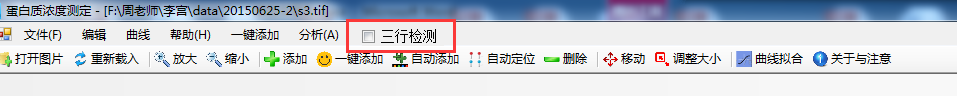 蛋白质浓度测定 - [F:\周老师\李宫\data\20150625-2\s3.tif]
文件(F) 编辑 帮助(H) 一键添加 分析(A) 三行检测
打开图片 重新载入 放大 缩小 添加 一键添加 自动添加 自动定位 删除 移动 调整大小 曲线拟合 关于与注意